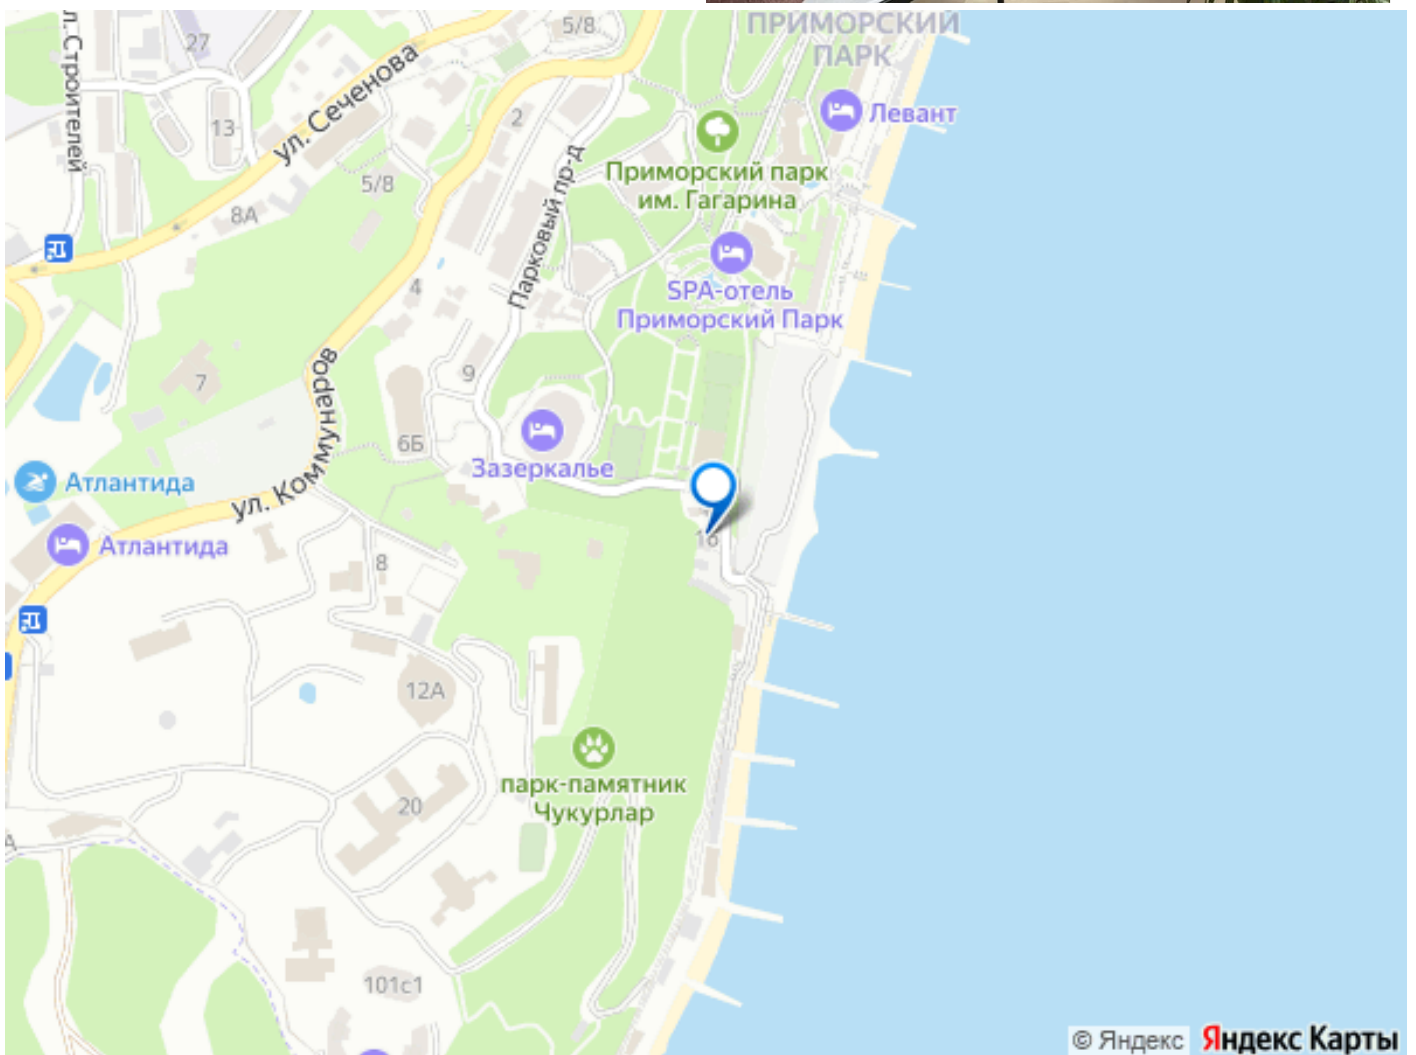 ПРИМОРСКИЙ
ПАРК
5/8
27
ул. Сеченова
л. Строителей
13
2
Левант
Приморский парк
им. Гагарина
5/8
8А
Парковый пр-д
SPA-отель
Приморский Парк
4
ул. Коммунаров
7
9
6Б
Зазеркалье
Атлантида
Атлантида
16
8
12А
парк-памятник
Чукурлар
20
А
101с1
© Яндекс Яндекс Карты